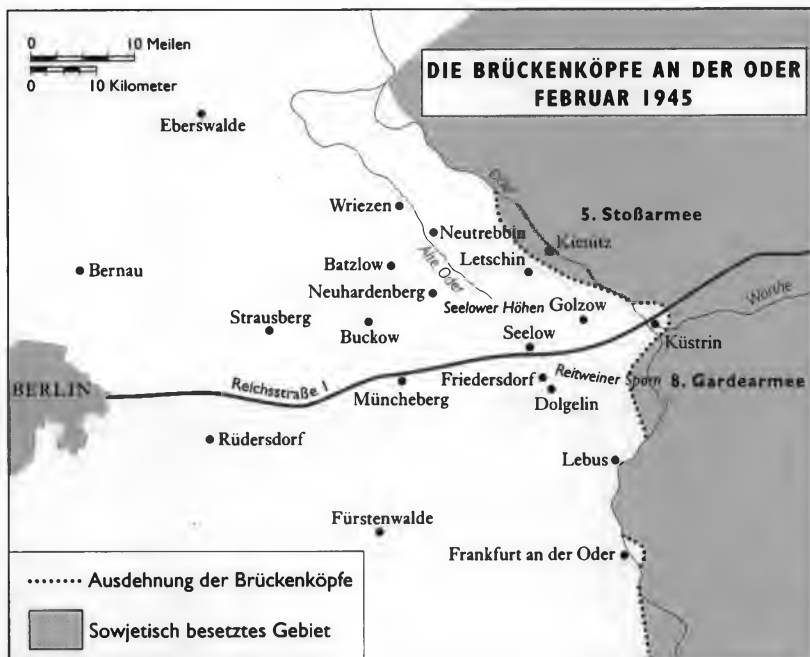 0 10 Meilen
0 10 Kilometer
DIE BRÜCKENKÖPFE AN DER ODER
FEBRUAR 1945
Eberswalde
Oder
Wriezen
5. Stoßarmee
Neutrebbin
Kienitz
Bernau
Batzlow
Alte Oder
Letschin
Neuhardenberg
Seelower Höhen
Golzow
Warthe
Strausberg
Buckow
Seelow
Küstrin
BERLIN
Reichsstraße 1
Müncheberg
Friedersdorf
Reitweiner Sporn
8. Gardearmee
Dolgelin
Rüdersdorf
Lebus
Fürstenwalde
Frankfurt an der Oder
Ausdehnung der Brückenköpfe
Sowjetisch besetztes Gebiet